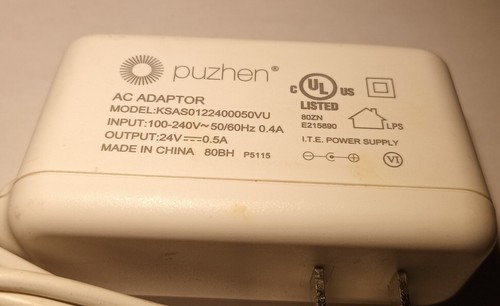 puzhen®
AC ADAPTOR
MODEL:KSAS0122400050VU
INPUT:100-240V~50/60Hz 0.4A
OUTPUT:24V⎓0.5A
MADE IN CHINA 80BH P5115
C UL US
LISTED
80ZN
E215890
LPS
I.T.E. POWER SUPPLY
VI